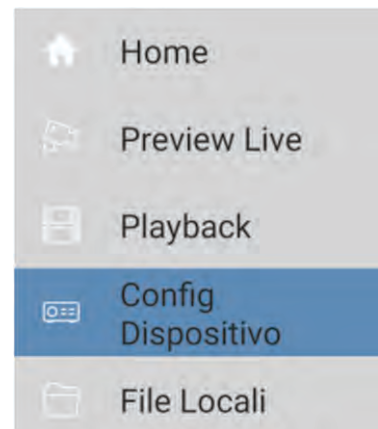 Home
Preview Live
Playback
Config
Dispositivo
File Locali